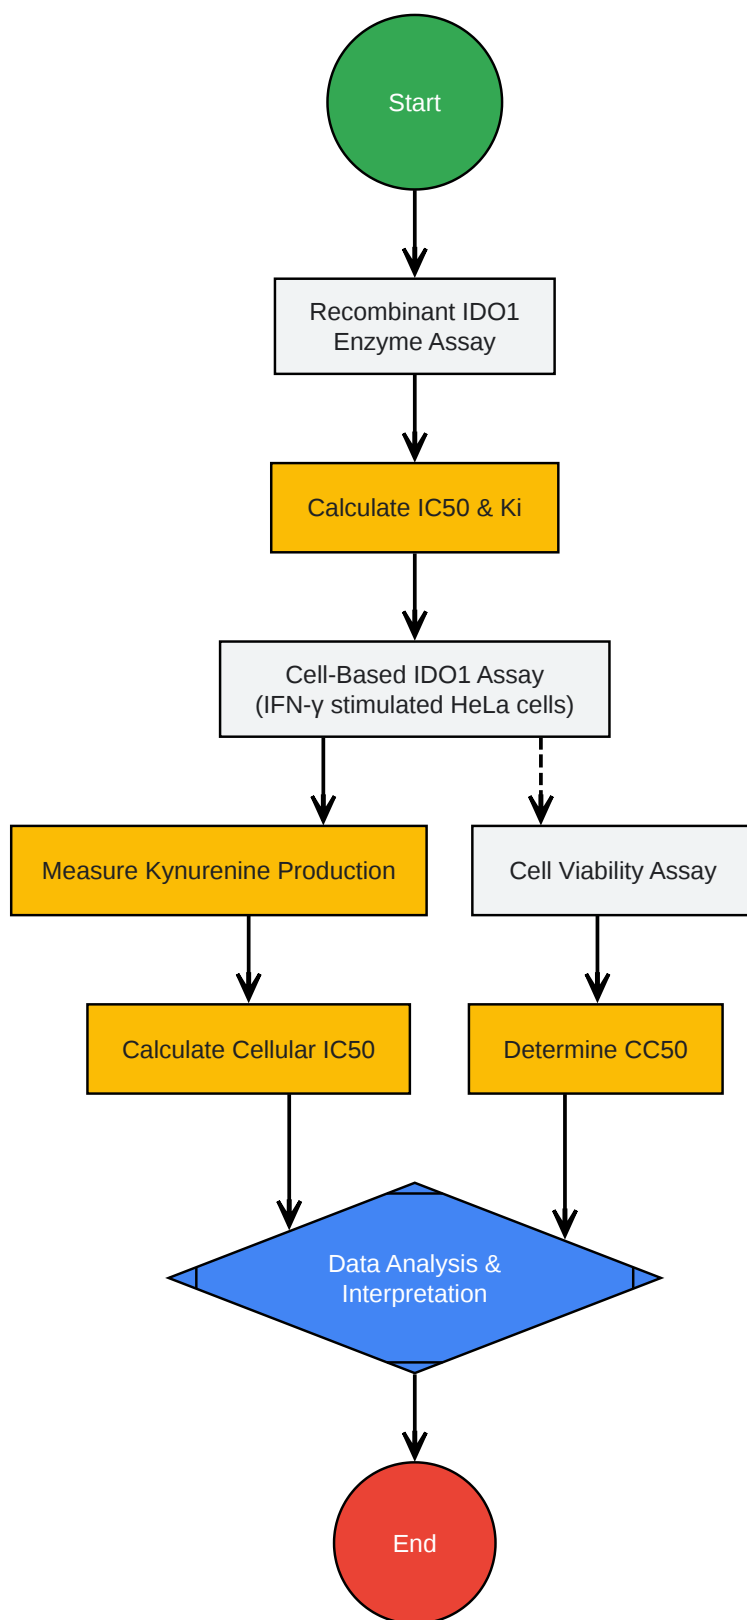 Start
Recombinant IDO1
Enzyme Assay
Calculate IC50 & Ki
Cell-Based IDO1 Assay
(IFN-γ stimulated HeLa cells)
Measure Kynurenine Production
Cell Viability Assay
Calculate Cellular IC50
Determine CC50
Data Analysis &
Interpretation
End